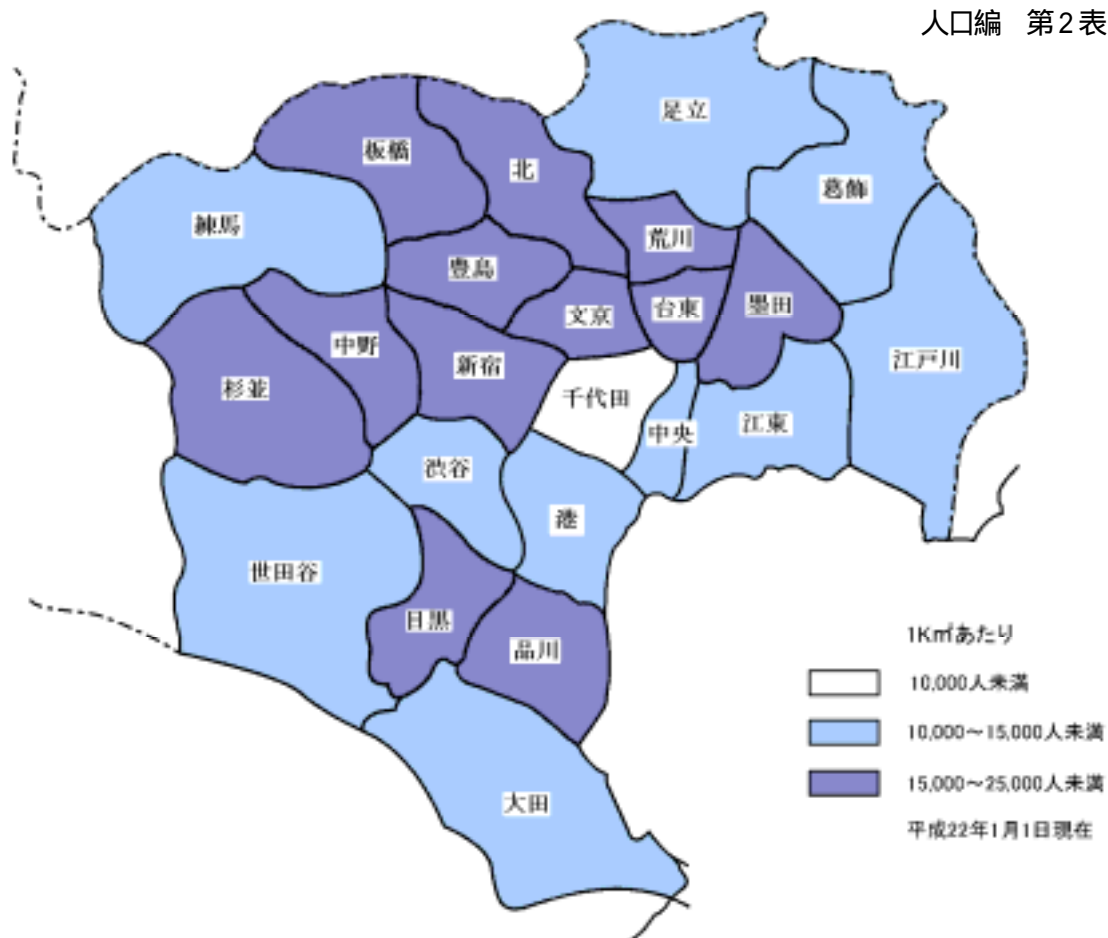 人口編 第2表
足立
板橋
北
葛飾
練馬
荒川
豊島
台東
墨田
文京
中野
新宿
江戸川
杉並
千代田
江東
中央
渋谷
港
世田谷
目黒
品川
大田
1K㎡あたり
10,000人未満
10,000～15,000人未満
15,000～25,000人未満
平成22年1月1日現在